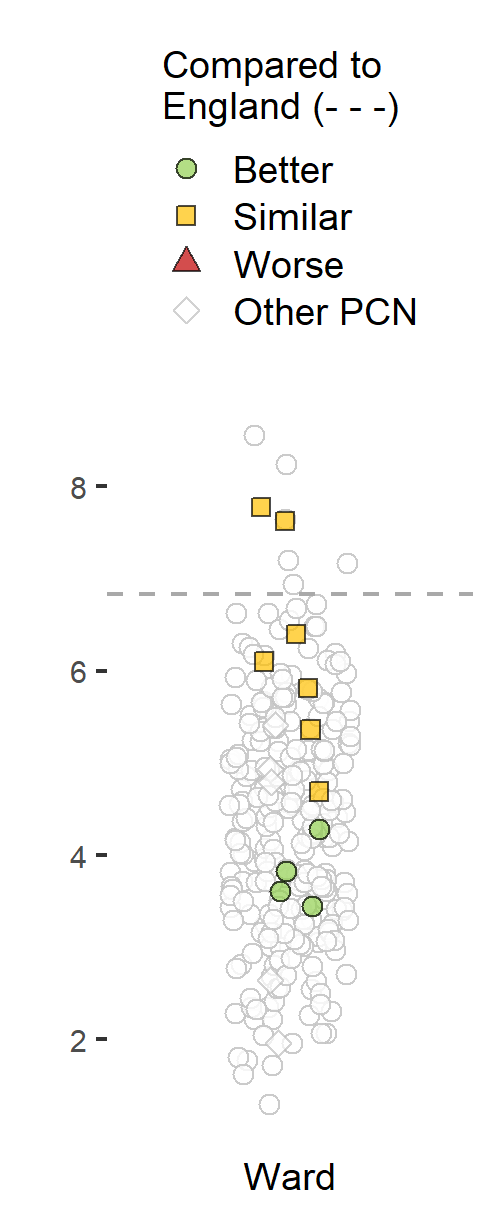 Compared to
England (- - -)
Better
Similar
Worse
Other PCN
8
6
4
2
Ward